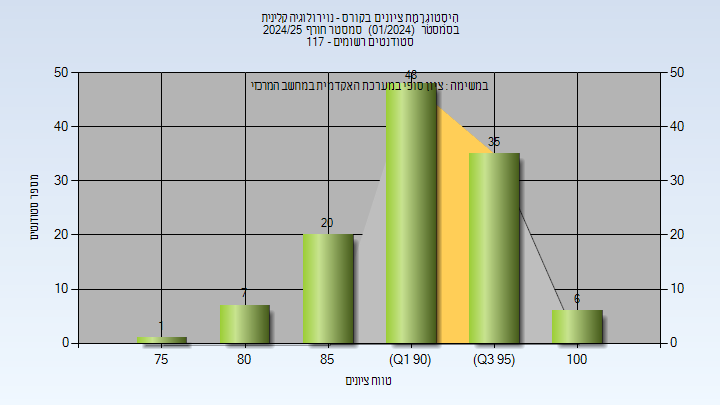 היסטוגרמת ציונים בקורס - נוירולוגיה קלינית
בסמסטר (01/2024) סמסטר חורף 2024/25
סטודנטים רשומים - 117
במשימה : ציון סופי במערכת האקדמית במחשב המרכזי
50
40
30
20
10
0
50
40
30
20
10
0
1
7
20
48
35
6
75
80
85
(Q1 90)
(Q3 95)
100
מספר סטודנטים
טווח ציונים